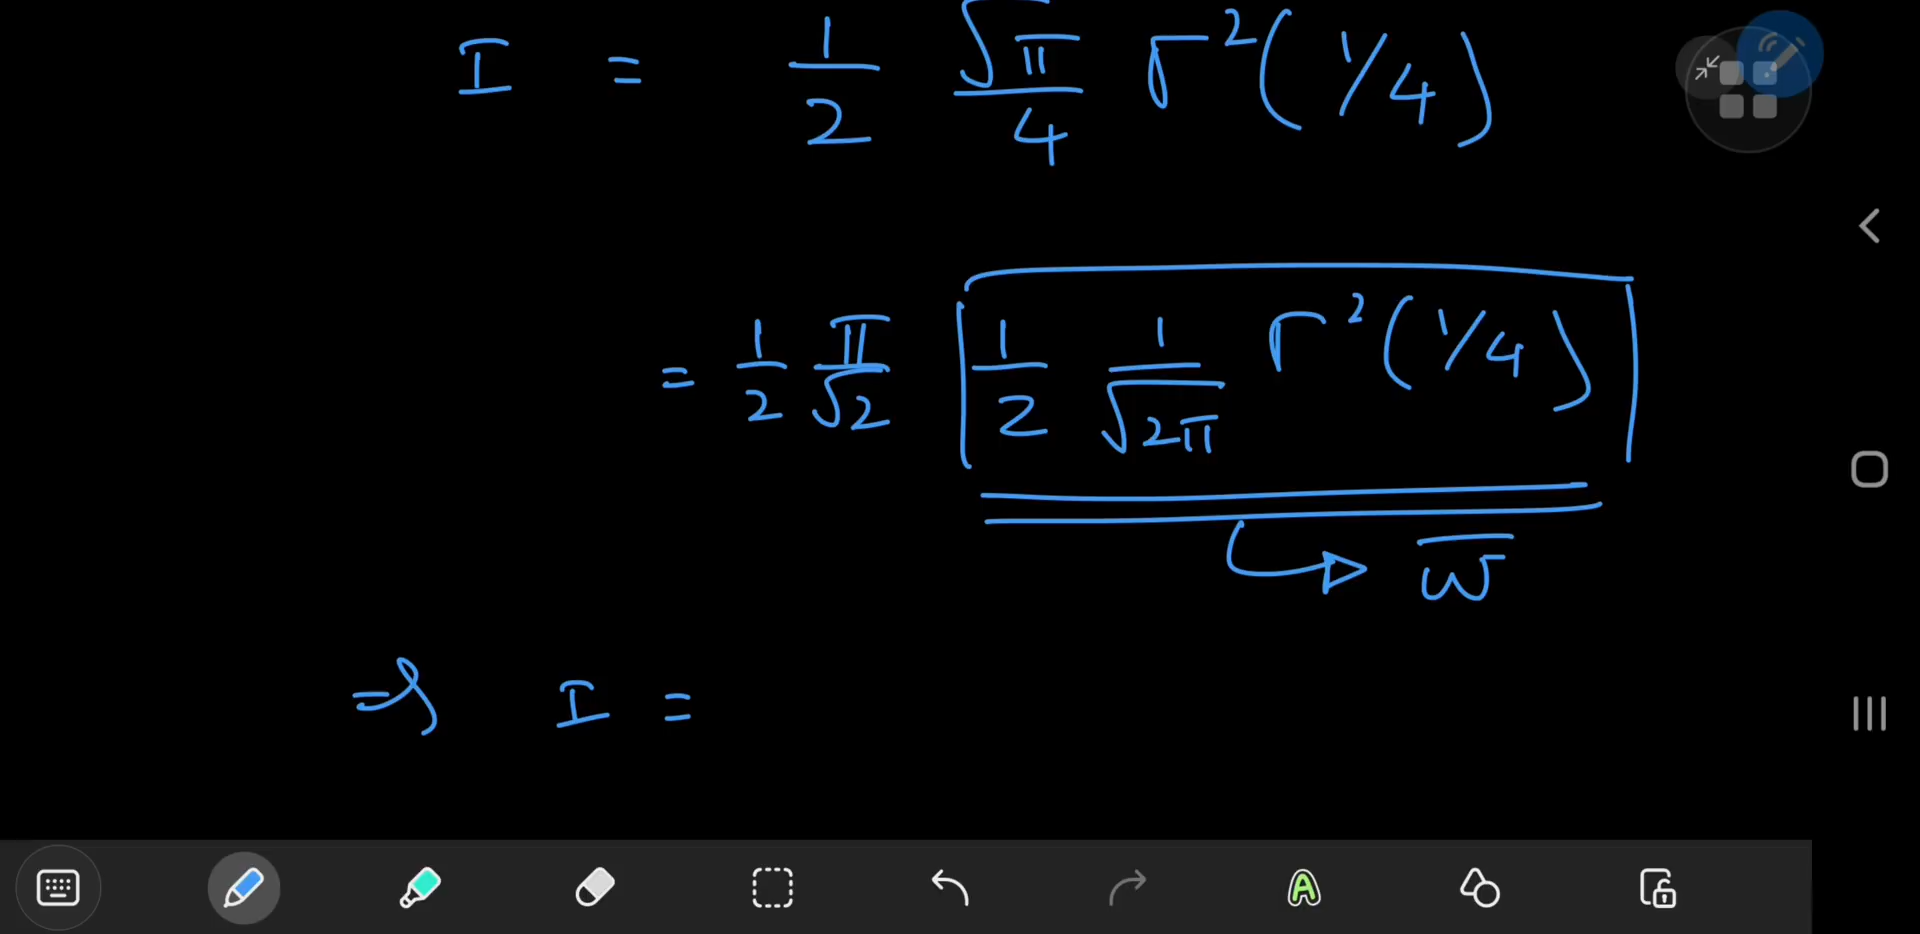 I = 1/2 √π/4 Γ²(1/4)
= 1/2 π/√2 [1/2 1/√2π Γ²(1/4)]
ϖ
⇒ I =
A